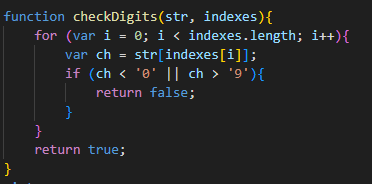 function checkDigits(str, indexes){
    for (var i = 0; i < indexes.length; i++){
        var ch = str[indexes[i]];
        if (ch < '0' || ch > '9'){
            return false;
        }
    }
    return true;
}